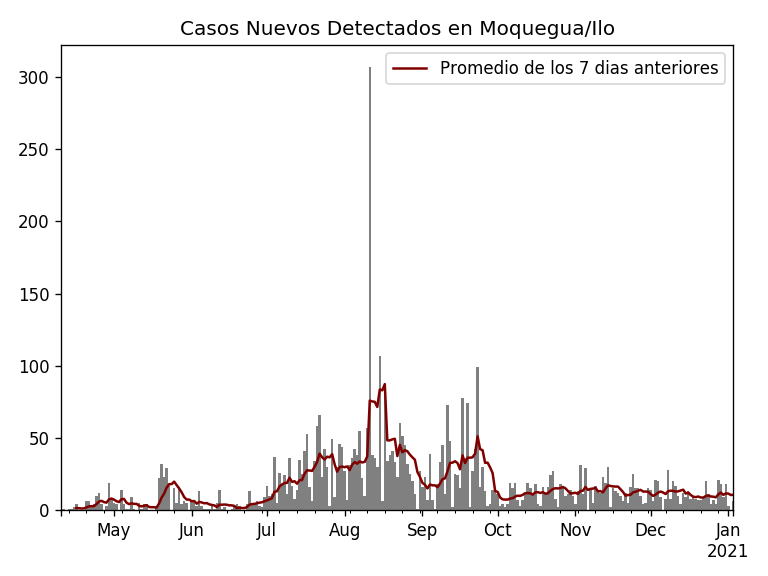 Casos Nuevos Detectados en Moquegua/Ilo
Promedio de los 7 dias anteriores
300
250
200
150
100
50
0
May Jun Jul Aug Sep Oct Nov Dec Jan
2021